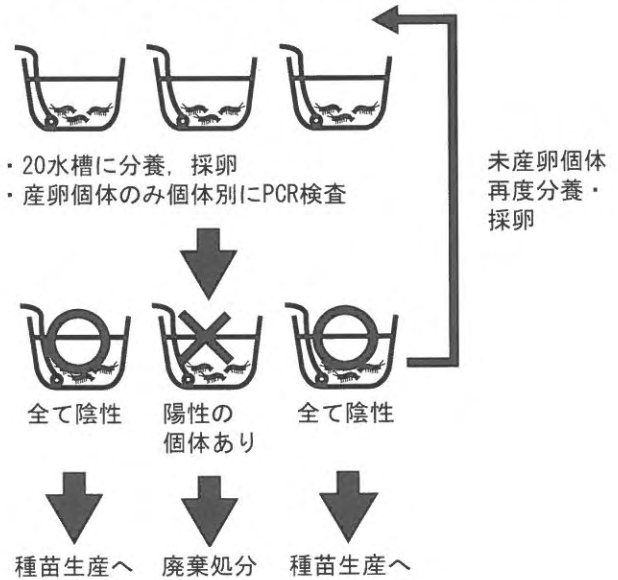 ・20水槽に分養，採卵
・産卵個体のみ個体別にPCR検査
未産卵個体
再度分養・
採卵
全て陰性
陽性の
個体あり
全て陰性
種苗生産へ
廃棄処分
種苗生産へ